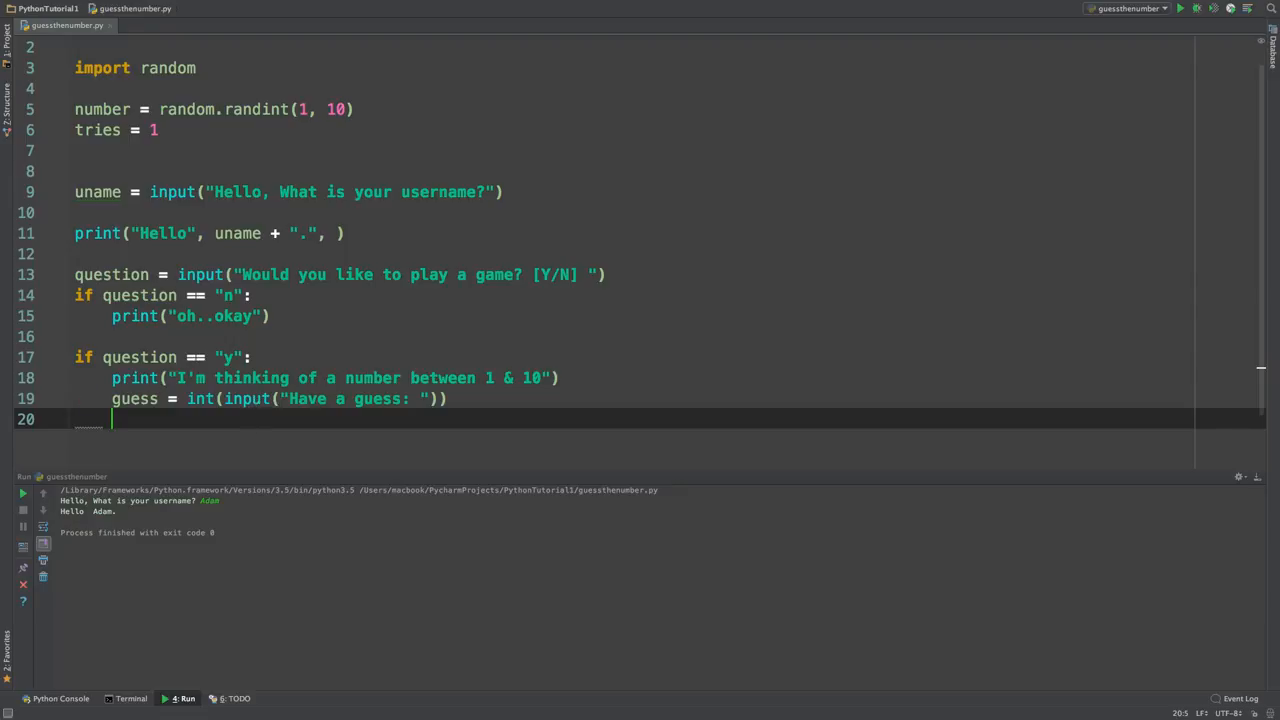 PythonTutorial1 guessthenumber.py guessthenumber
guessthenumber.py
1: Project
Z: Structure
2: Favorites
Database
2
3 import random
4
5 number = random.randint(1, 10)
6 tries = 1
7
8
9 uname = input("Hello, What is your username?")
10
11 print("Hello", uname + ".", )
12
13 question = input("Would you like to play a game? [Y/N] ")
14 if question == "n":
15 print("oh..okay")
16
17 if question == "y":
18 print("I'm thinking of a number between 1 & 10")
19 guess = int(input("Have a guess: "))
20
Run guessthenumber
/Library/Frameworks/Python.framework/Versions/3.5/bin/python3.5 /Users/macbook/PycharmProjects/PythonTutorial1/guessthenumber.py
Hello, What is your username? Adam
Hello  Adam.
Process finished with exit code 0
Python Console Terminal 4: Run 6: TODO Event Log
20:5 LF÷ UTF-8÷